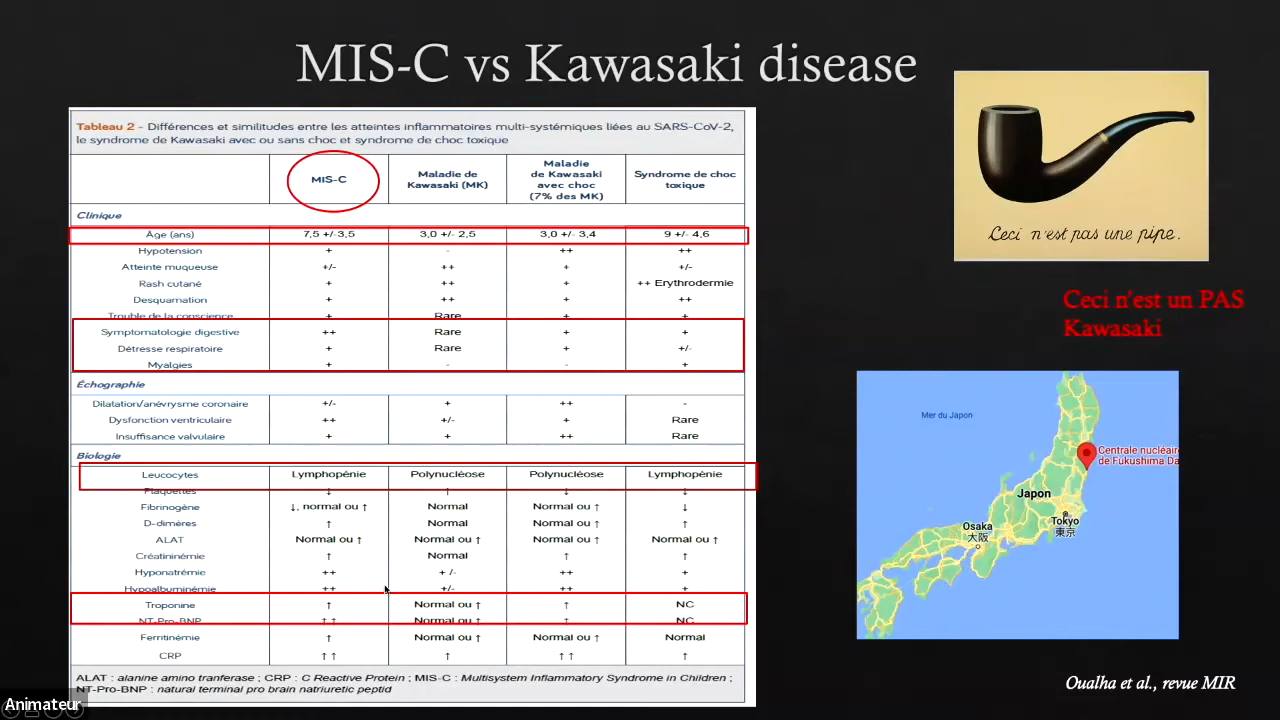 MIS-C vs Kawasaki disease
Tableau 2 - Différences et similitudes entre les atteintes inflammatoires multi-systémiques liées au SARS-CoV-2,
le syndrome de Kawasaki avec ou sans choc et syndrome de choc toxique
MIS-C
Maladie de
Kawasaki (MK)
Maladie
de Kawasaki
avec choc
(7% des MK)
Syndrome de choc
toxique
Clinique
Âge (ans) 7,5 +/-3,5 3,0 +/- 2,5 3,0 +/- 3,4 9 +/- 4,6
Hypotension + - ++ ++
Atteinte muqueuse +/- ++ + +/-
Rash cutané + ++ + ++ Erythrodermie
Desquamation + ++ + ++
Trouble de la conscience + Rare + +
Symptomatologie digestive ++ Rare + +
Détresse respiratoire + Rare + +/-
Myalgies + - - +
Échographie
Dilatation/anévrysme coronaire +/- + ++ -
Dysfonction ventriculaire ++ +/- + Rare
Insuffisance valvulaire + + ++ Rare
Biologie
Leucocytes Lymphopénie Polynucléose Polynucléose Lymphopénie
Plaquettes ↓ ↑ ↓ ↓
Fibrinogène ↓, normal ou ↑ Normal Normal ou ↑ ↓
D-dimères ↑ Normal Normal ou ↑ ↑
ALAT Normal ou ↑ Normal ou ↑ Normal ou ↑ Normal ou ↑
Créatininémie ↑ Normal ↑ ↑
Hyponatrémie ++ + /- ++ +
Hypoalbuminémie ++ +/- ++ +
Troponine ↑ Normal ou ↑ ↑ NC
NT-Pro-BNP ↑ ↑ Normal ou ↑ ↑ NC
Ferritinémie ↑ Normal ou ↑ Normal ou ↑ Normal
CRP ↑ ↑ ↑ ↑ ↑ ↑
ALAT : alanine amino tranferase ; CRP : C Reactive Protein ; MIS-C : Multisystem Inflammatory Syndrome in Children ;
NT-Pro-BNP : natural terminal pro brain natriuretic peptid
Ceci n'est pas une pipe.
Ceci n'est un PAS
Kawasaki
Mer du Japon
Centrale nucléair
de Fukushima Da
Japon
Tokyo
東京
Osaka
大阪
Oualha et al., revue MIR
Animateur